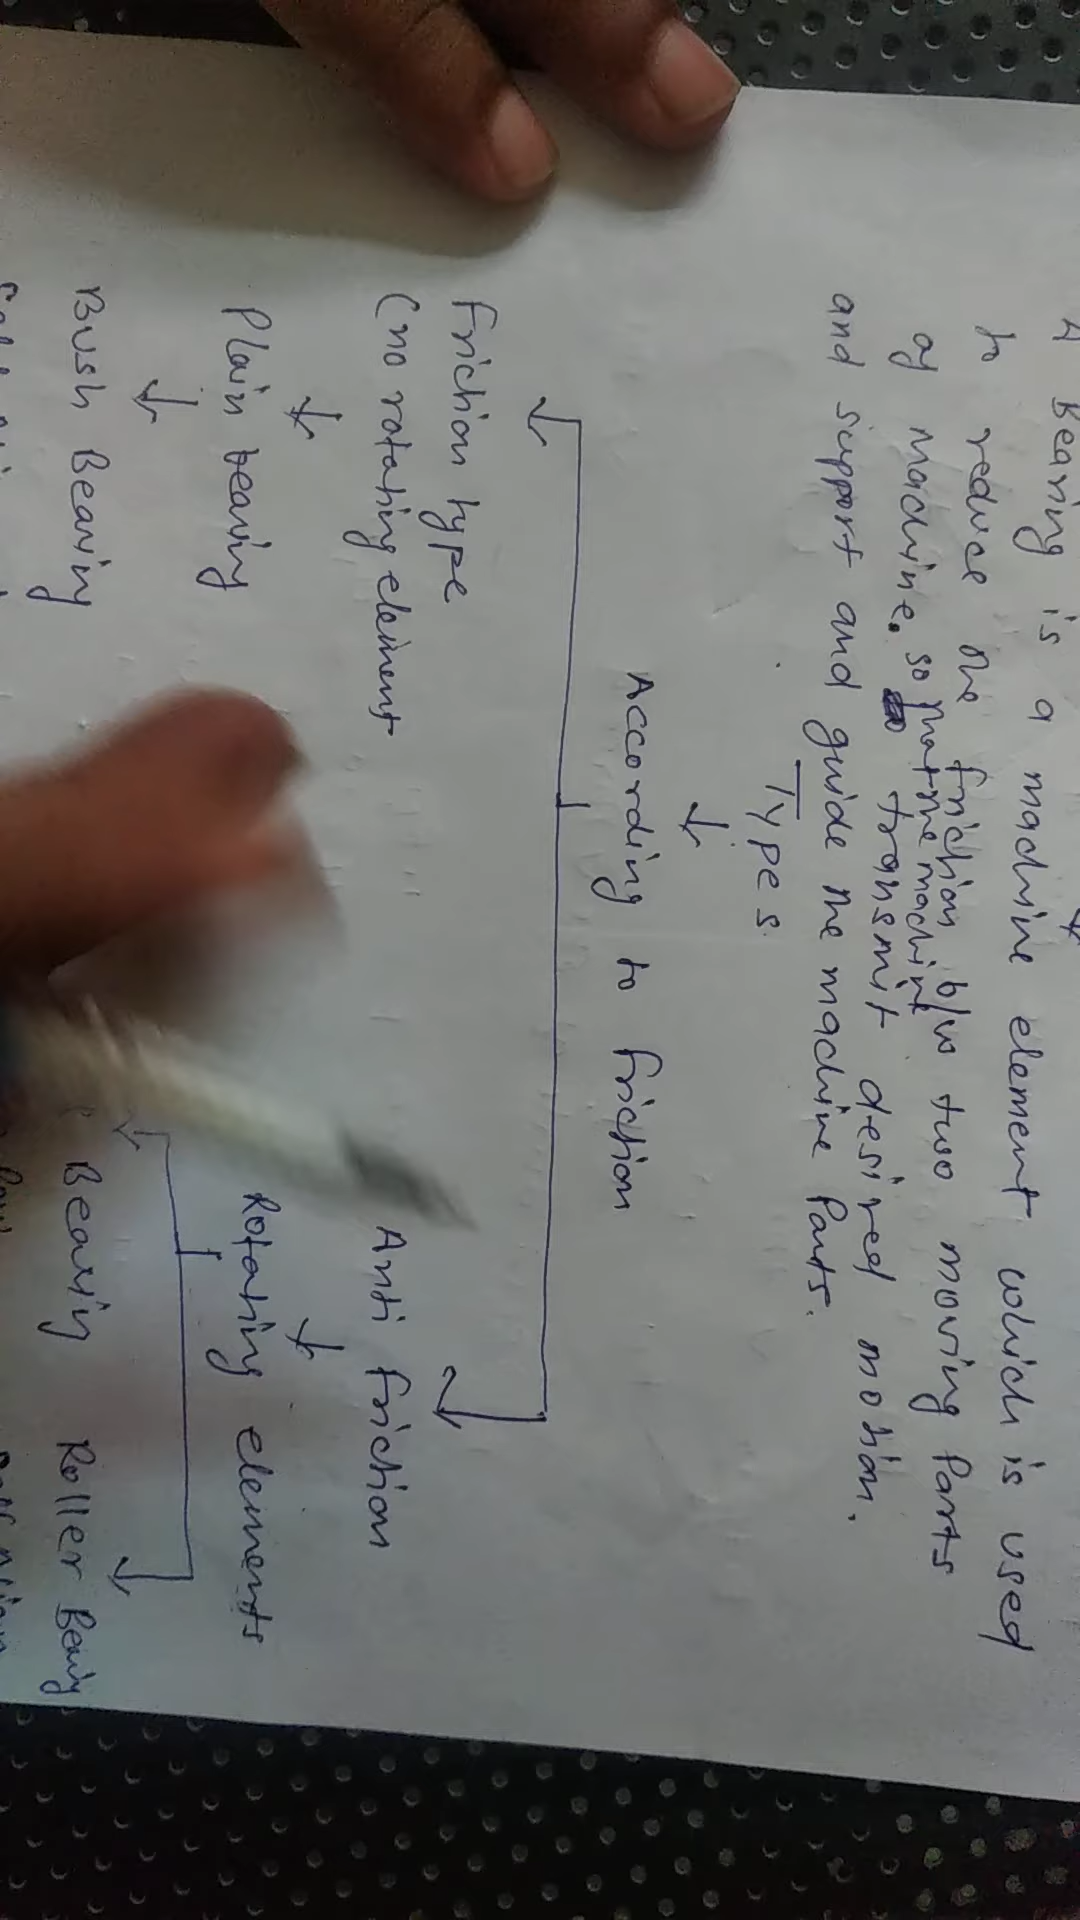 A Bearing is a machine element which is used
to reduce the friction b/w two moving Parts
of Machine. so that the machine
transmit desired motion.
and support and guide the machine Parts.
Types
According to friction
Friction type Anti friction
(no rotating element
Rotating elements
Plain bearing
Bush Bearing Bearing Roller Bearing